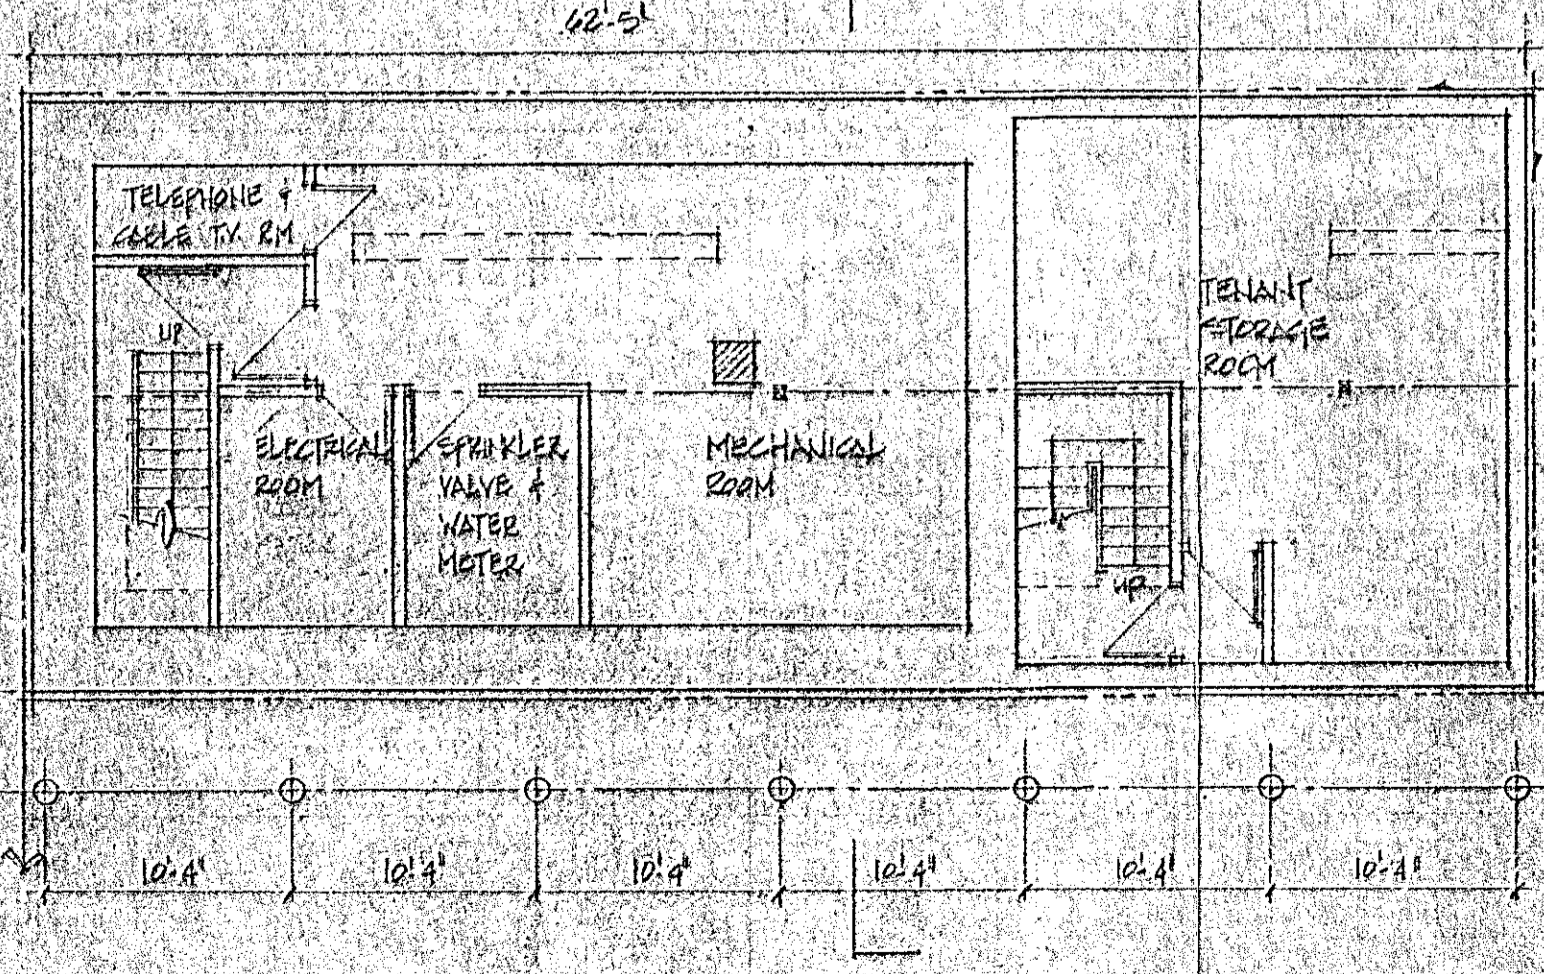 62'-5"
TELEPHONE &
CABLE T.V. RM
UP
ELECTRICAL
ROOM
SPRINKLER
VALVE &
WATER
METER
MECHANICAL
ROOM
TENANT
STORAGE
ROOM
UP
10'-4"
10'-4"
10'-4"
10'-4"
10'-4"
10'-4"